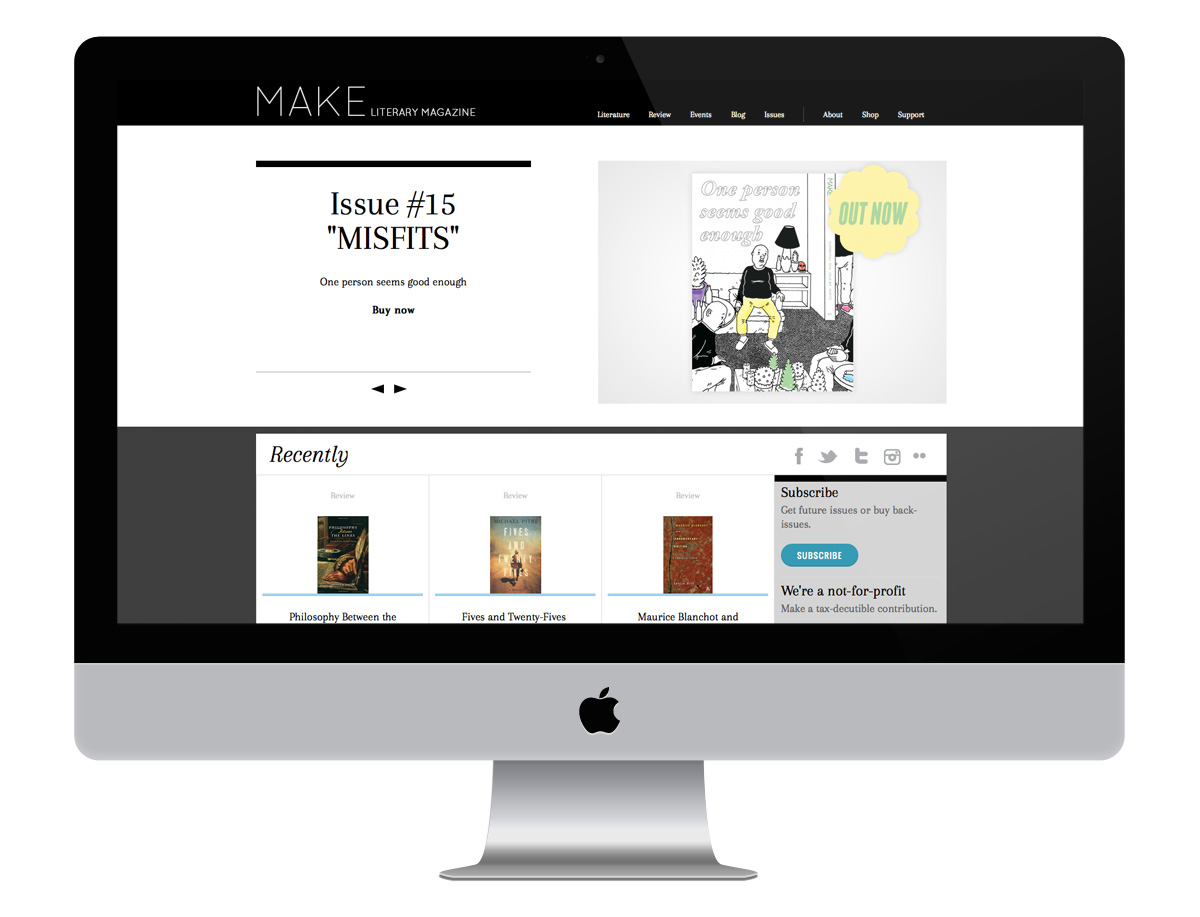 MAKE LITERARY MAGAZINE
Literature Review Events Blog Issues About Shop Support
Issue #15
"MISFITS"
One person seems good enough
Buy now
One person
seems good
enough
MAKE
OUT NOW
Recently
Review
PHILOSOPHY
Between
THE LINES
Philosophy Between the
Review
MICHAEL PITRE
FIVES
AND
TWENTY
FIVES
Fives and Twenty-Fives
Review
MAURICE BLANCHOT
Maurice Blanchot and
Subscribe
Get future issues or buy back-
issues.
SUBSCRIBE
We're a not-for-profit
Make a tax-decutible contribution.